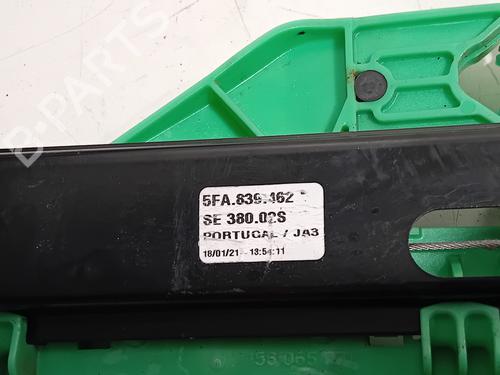 B-PARTS
5FA.839.462
SE 380.02S
PORTUGAL / JA3
18/01/21 - 13:54:11